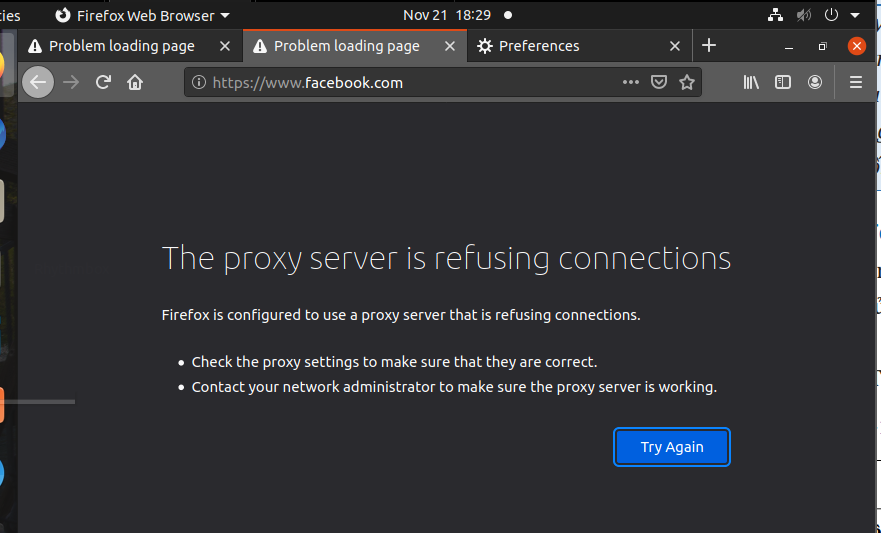 Firefox Web Browser
Nov 21 18:29
Problem loading page
Problem loading page
Preferences
https://www.facebook.com
The proxy server is refusing connections
Firefox is configured to use a proxy server that is refusing connections.
Check the proxy settings to make sure that they are correct.
Contact your network administrator to make sure the proxy server is working.
Try Again